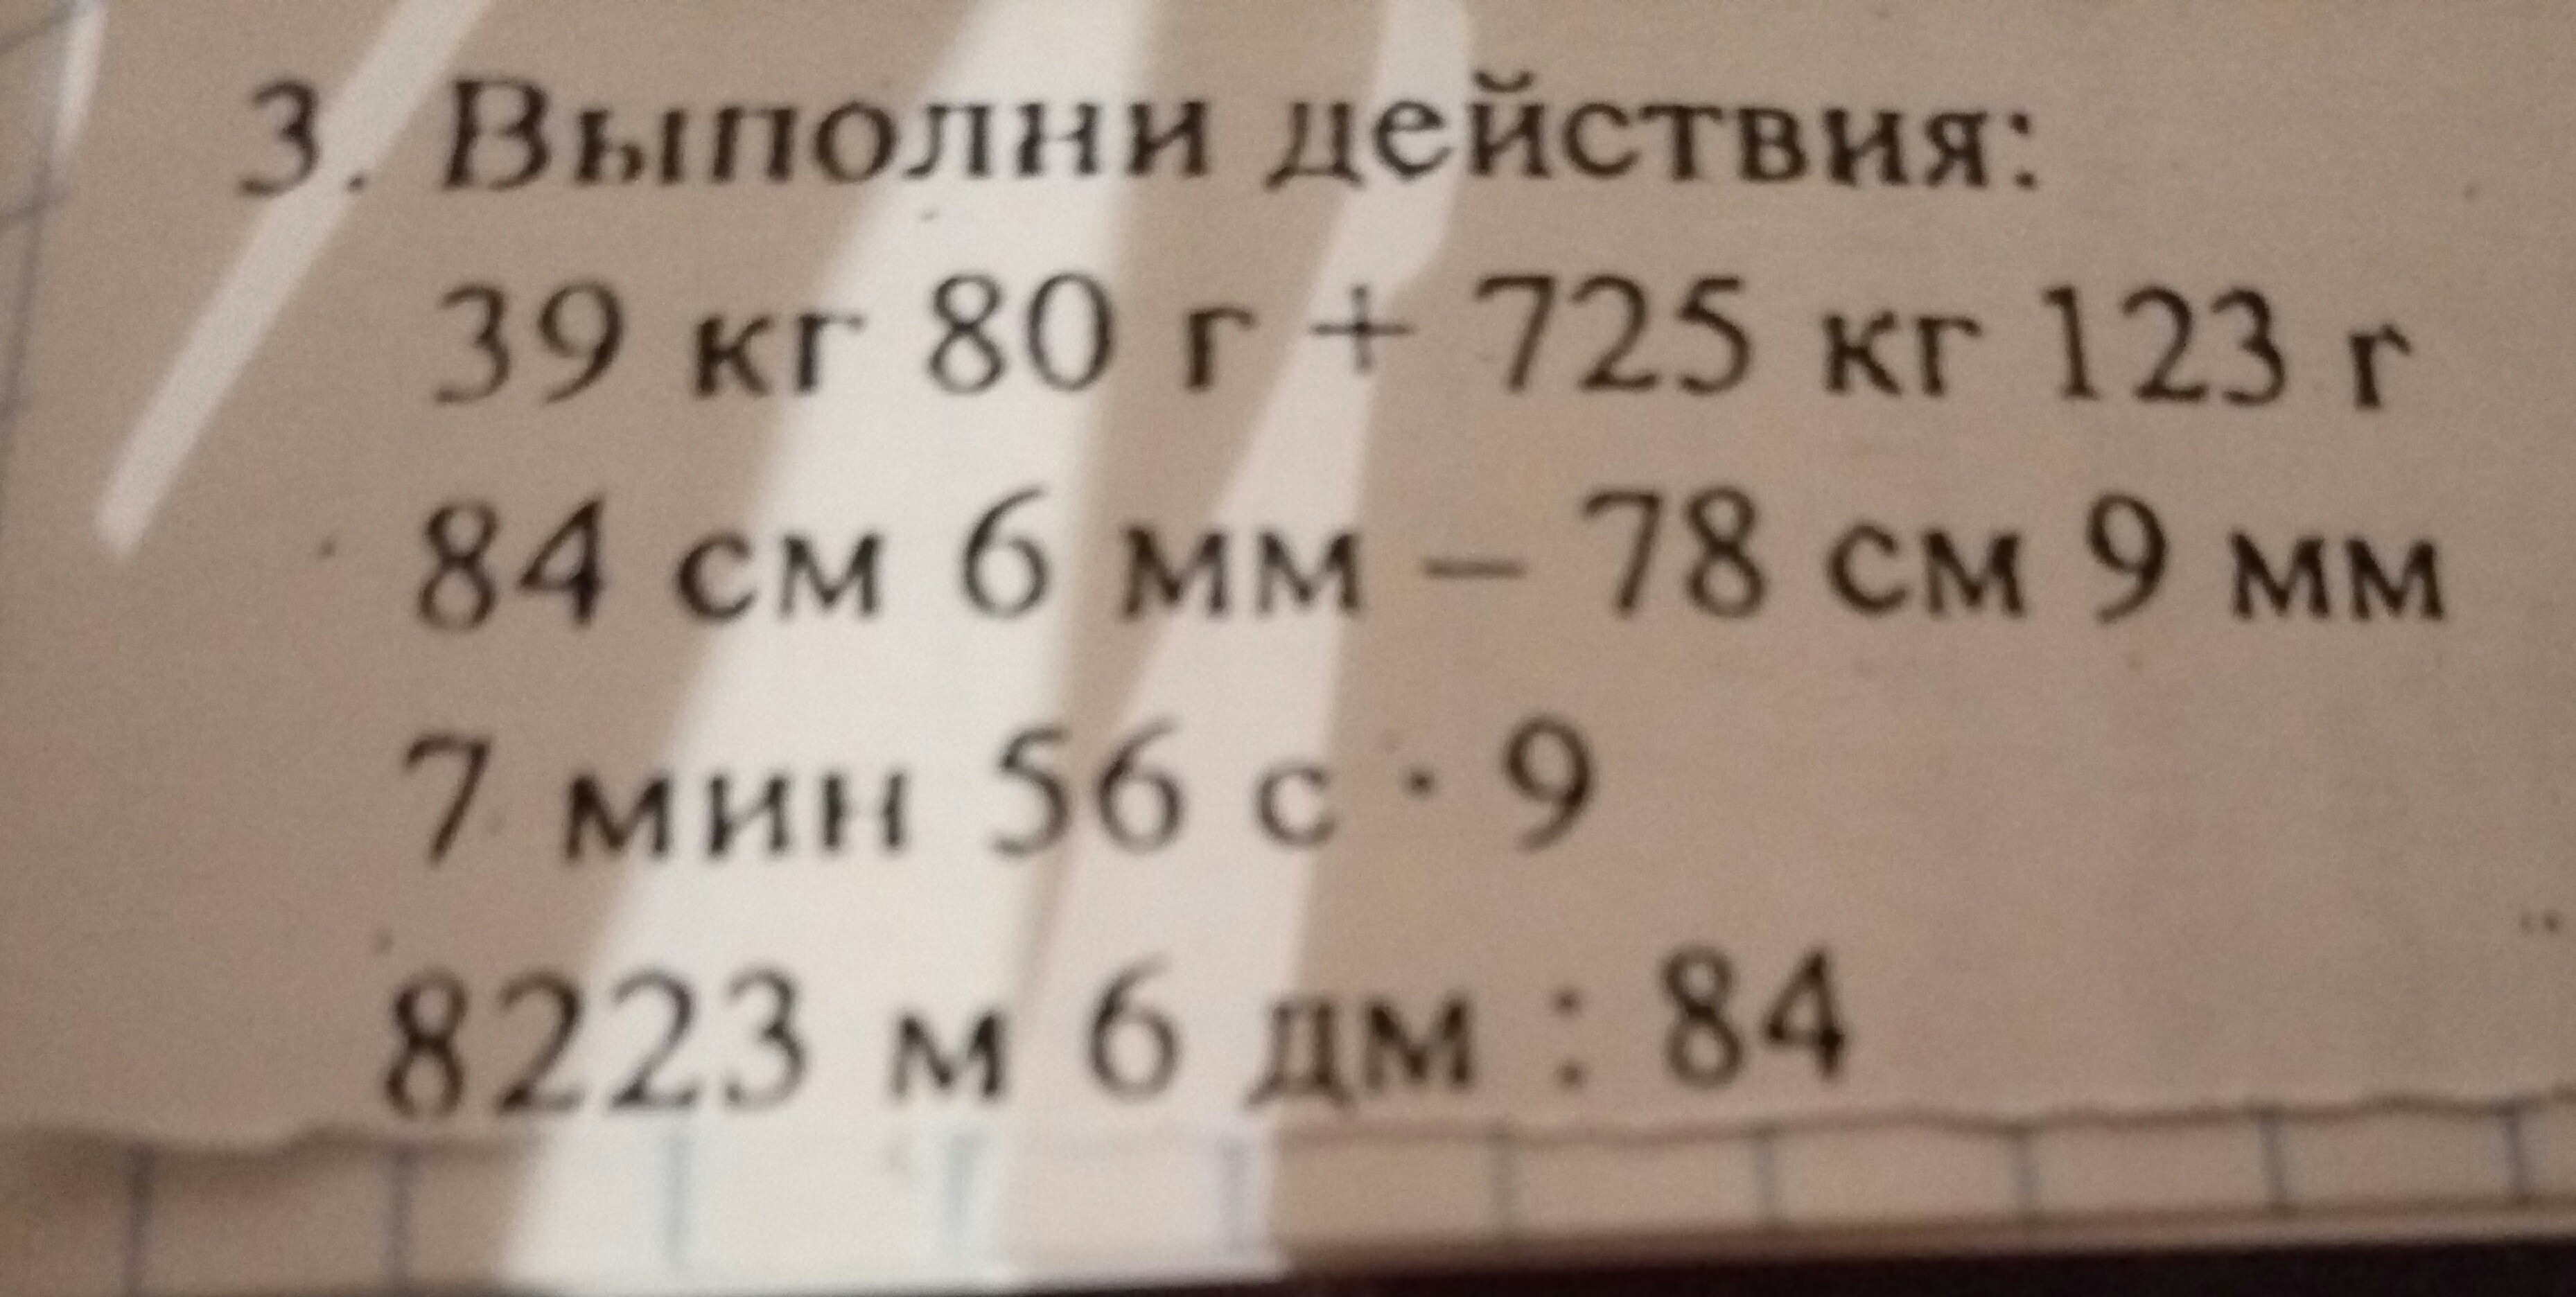 3. Выполни действия:
39 кг 80 г + 725 кг 123 г
84 см 6 мм – 78 см 9 мм
7 мин 56 с · 9
8223 м 6 дм : 84